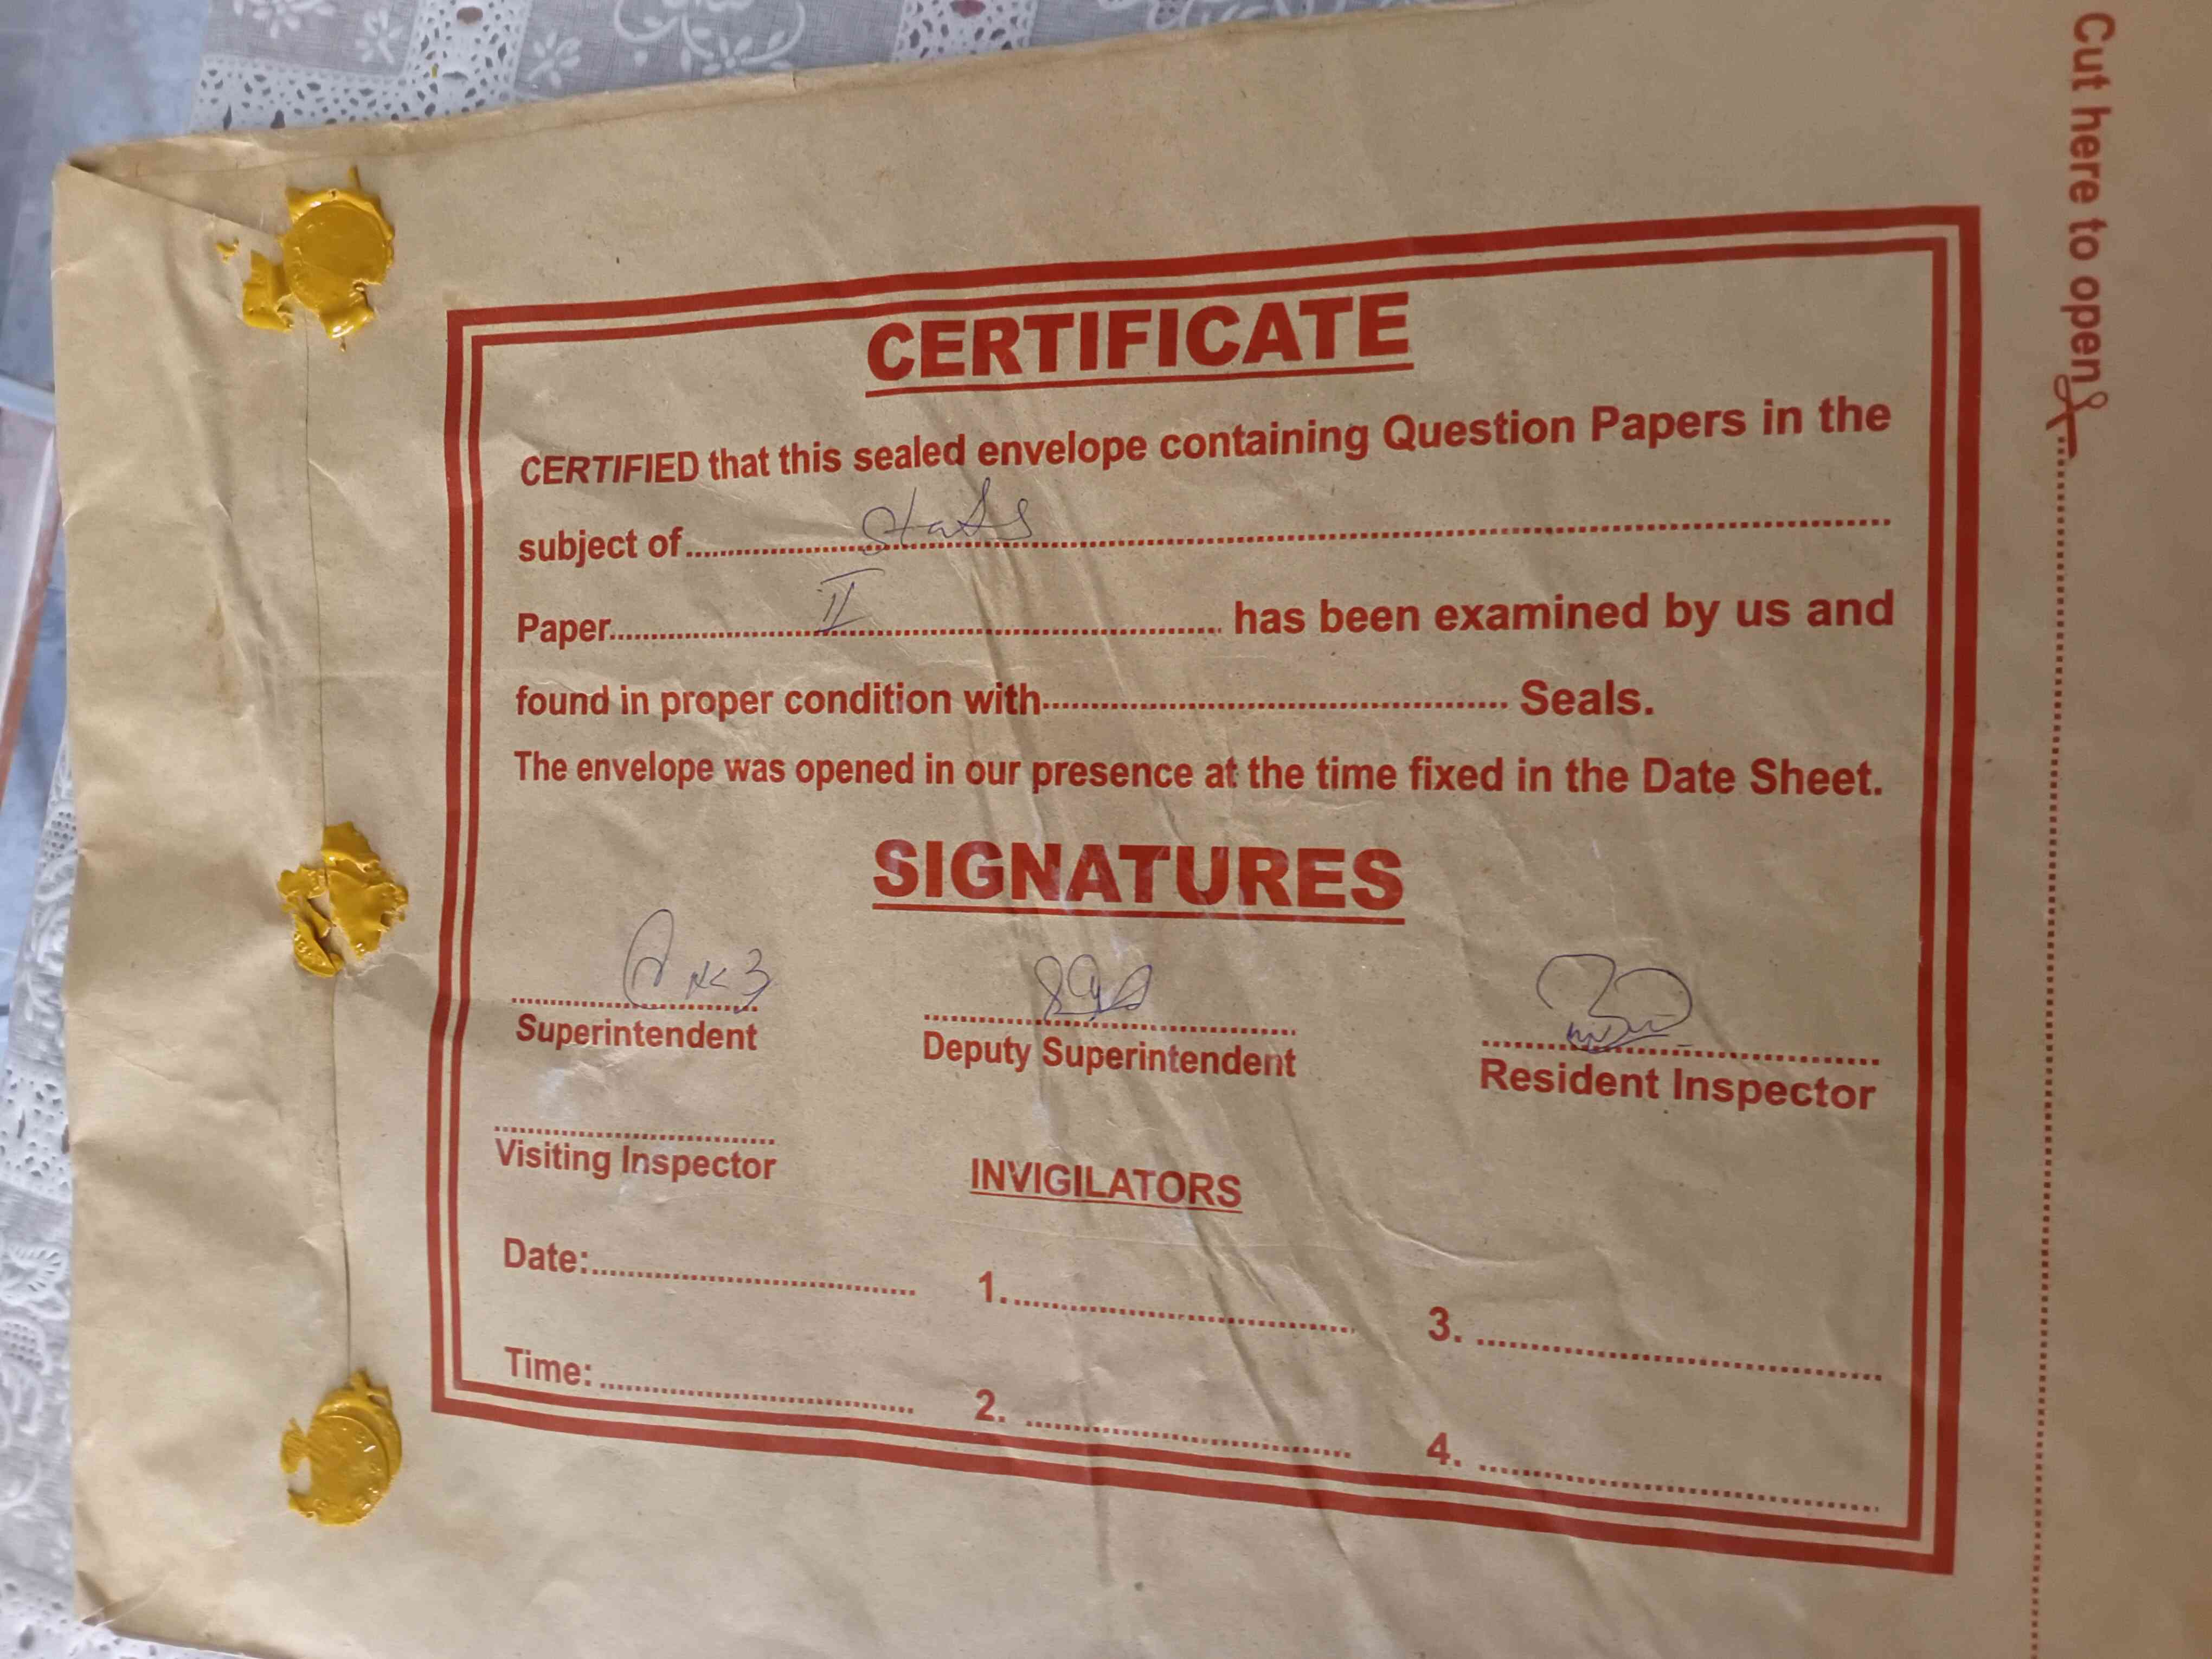 Cut here to open
CERTIFICATE
CERTIFIED that this sealed envelope containing Question Papers in the
subject of........Stats........
Paper........II........ has been examined by us and
found in proper condition with................ Seals.
The envelope was opened in our presence at the time fixed in the Date Sheet.
SIGNATURES
Superintendent Deputy Superintendent Resident Inspector
Visiting Inspector INVIGILATORS
Date:................ 1................. 3. ................
Time: ................ 2. ................ 4. ................